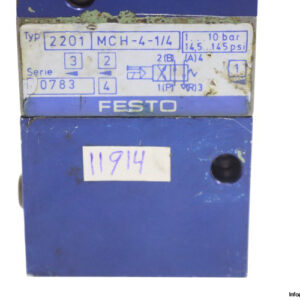 Typ 2201 MCH-4-1/4 1... 10 bar
14,5...145 psi
3 2 2(B) (A)4 1
Serie
0783 4 1(P) (R)3
FESTO
11914